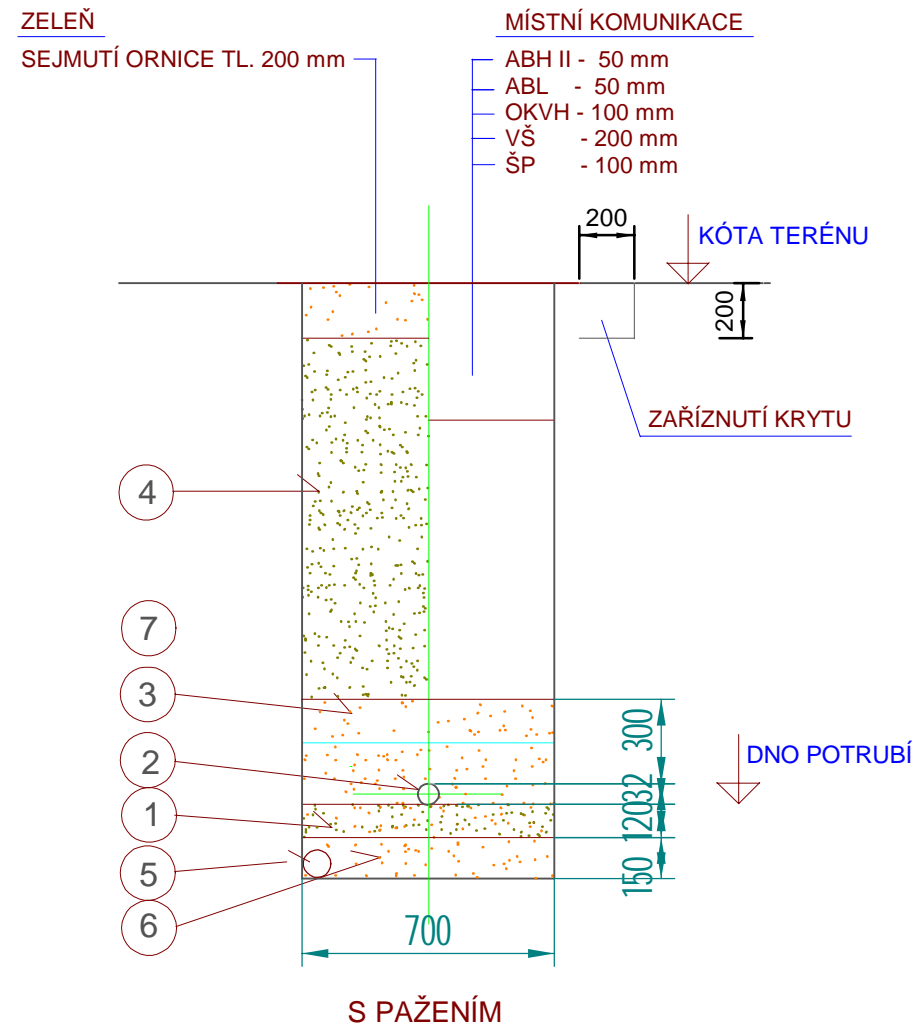 ZELEŇ
SEJMUTÍ ORNICE TL. 200 mm
MÍSTNÍ KOMUNIKACE
ABH II - 50 mm
ABL - 50 mm
OKVH - 100 mm
VŠ - 200 mm
ŠP - 100 mm
200
KÓTA TERÉNU
200
ZAŘÍZNUTÍ KRYTU
4
7
3
2
1
5
6
300
32
120
150
DNO POTRUBÍ
700
S PAŽENÍM